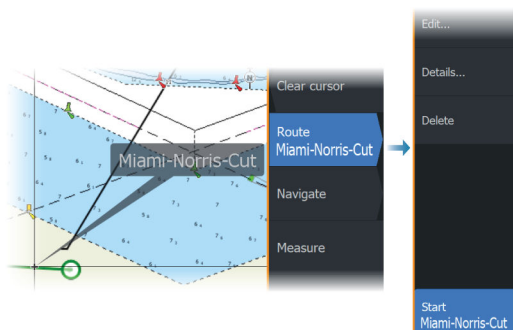 Miami-Norris-Cut
Clear cursor
Route
Miami-Norris-Cut
Navigate
Measure
Edit...
Details...
Delete
Start
Miami-Norris-Cut